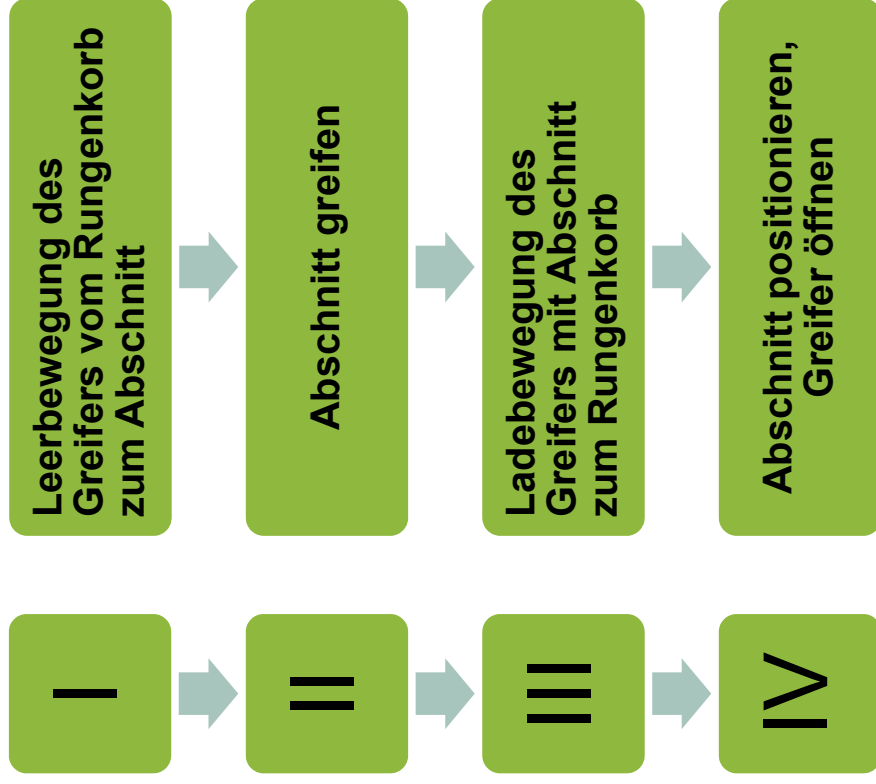 I
Leerbewegung des
Greifers vom Rungenkorb
zum Abschnitt
II
Abschnitt greifen
III
Ladebewegung des
Greifers mit Abschnitt
zum Rungenkorb
IV
Abschnitt positionieren,
Greifer öffnen